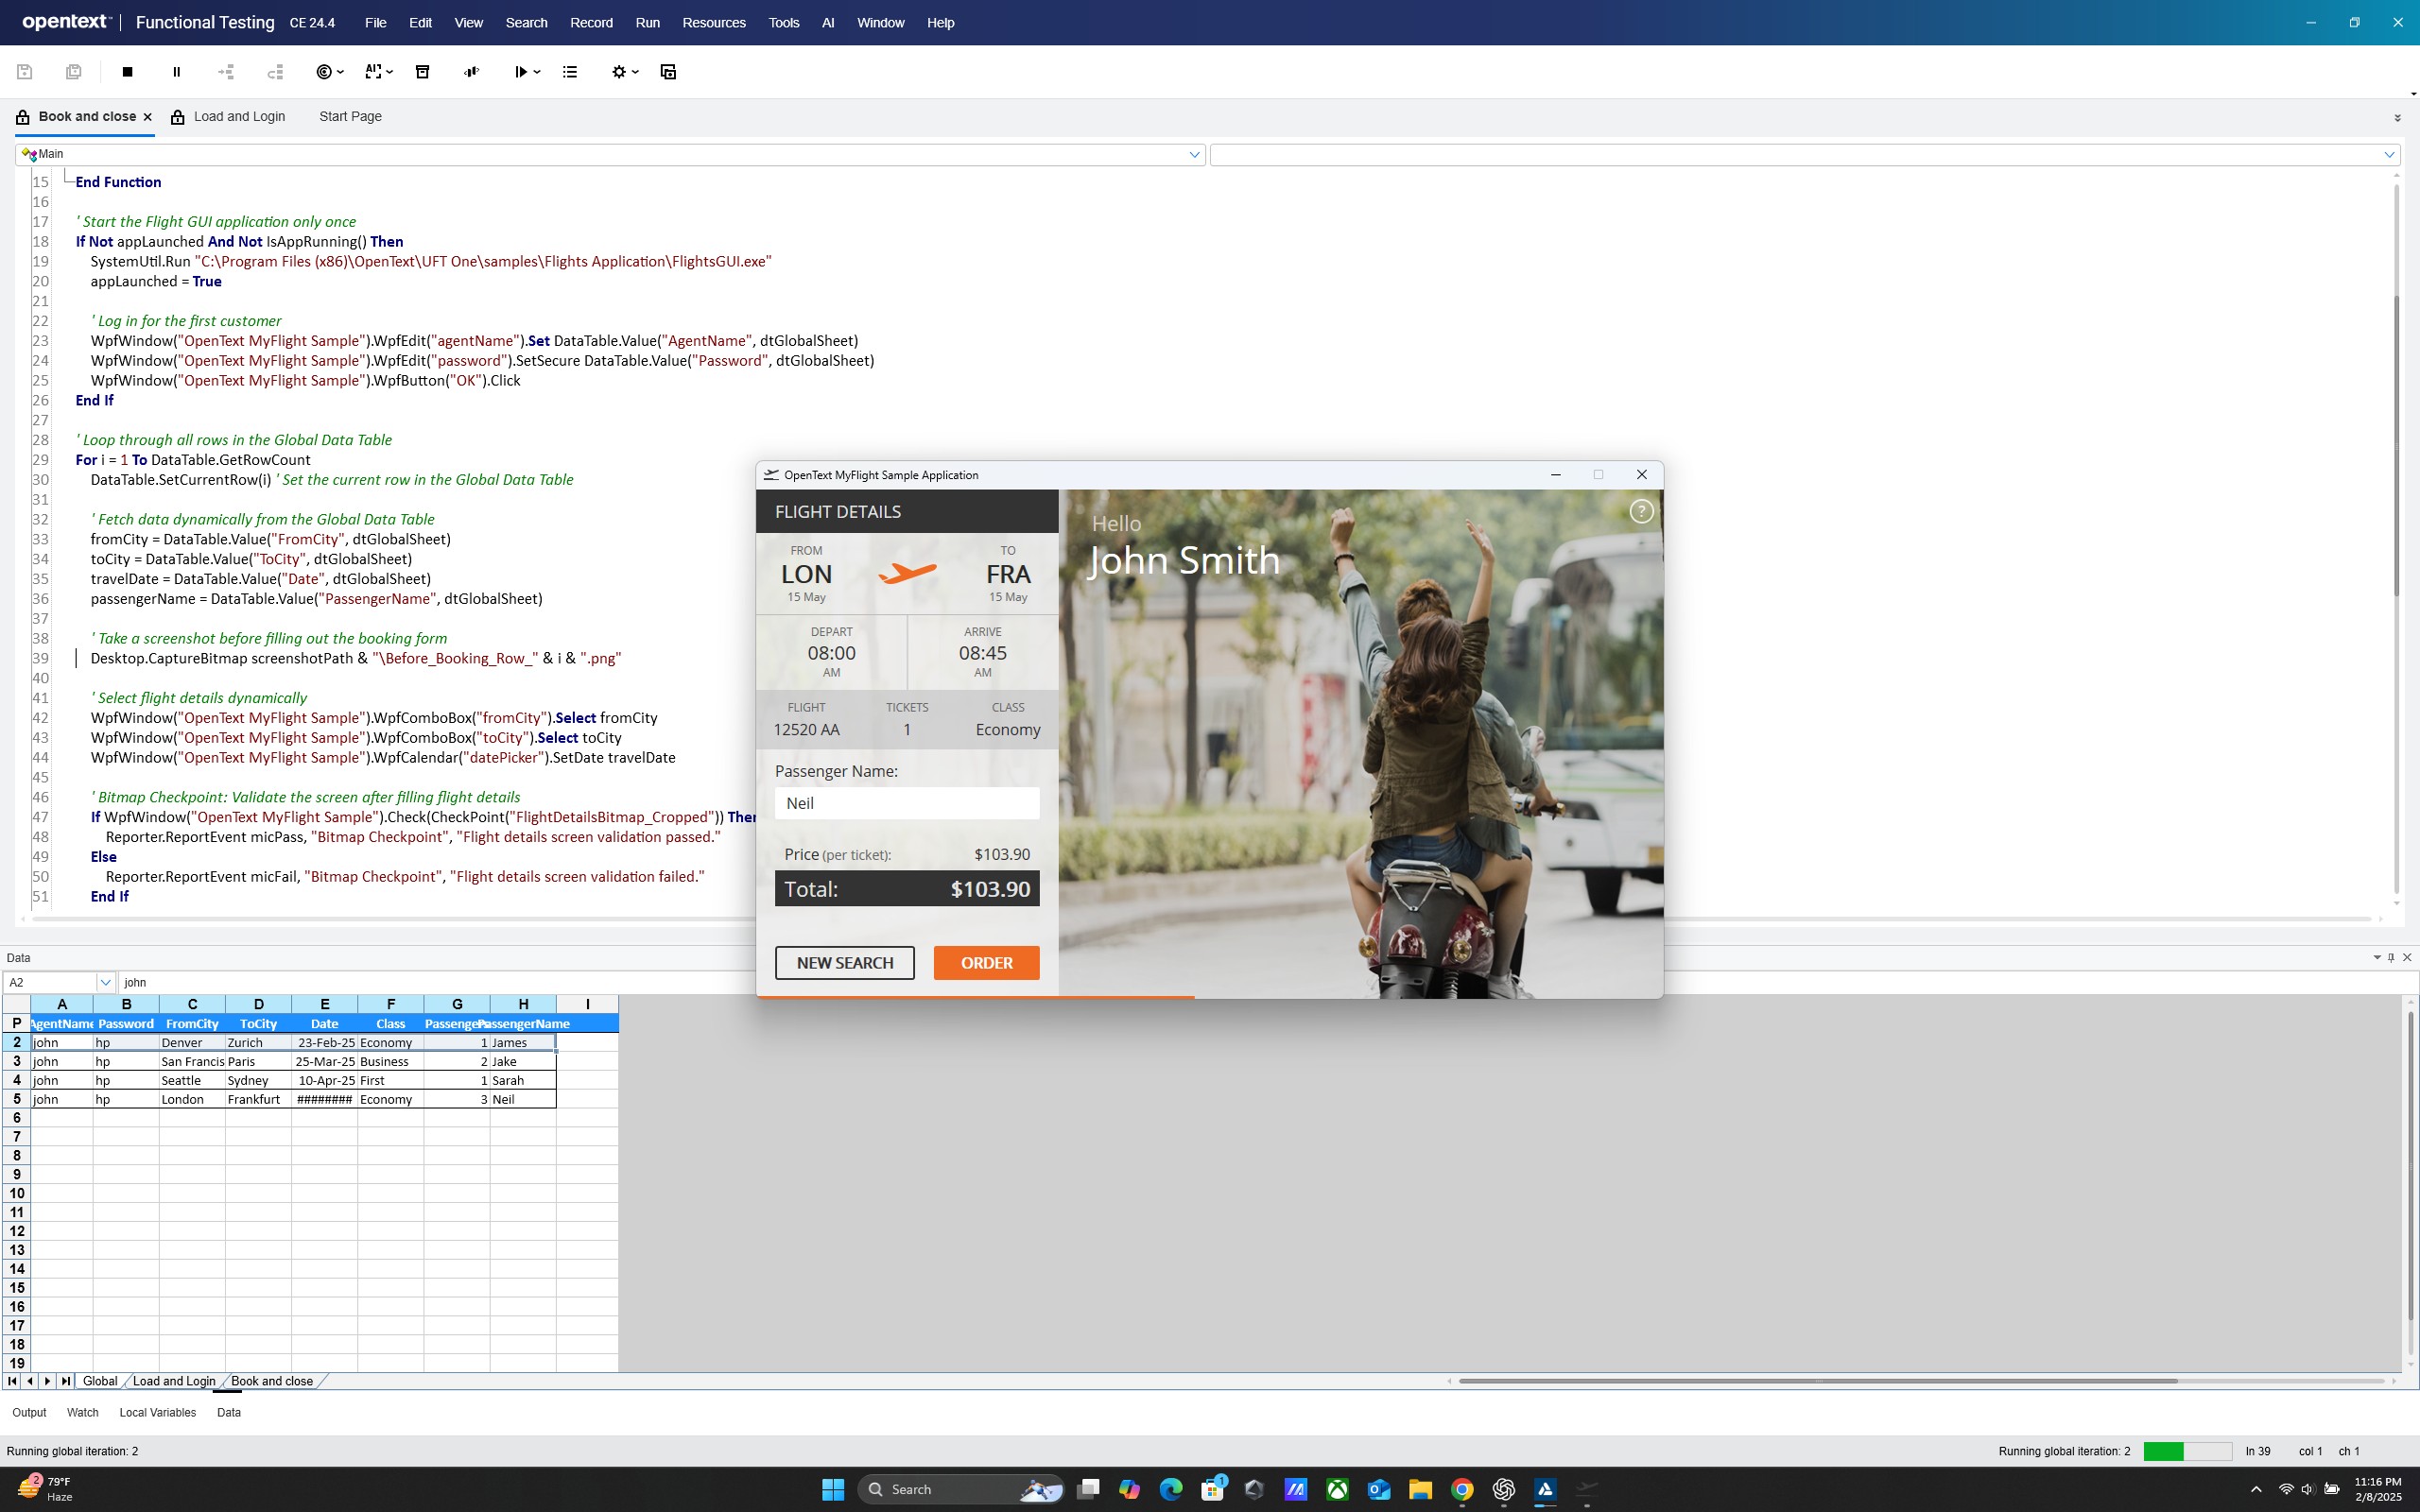 opentext™ | Functional Testing CE 24.4 File Edit View Search Record Run Resources Tools AI Window Help
Book and close Load and Login Start Page
Main
15 End Function
16
17 ' Start the Flight GUI application only once
18 If Not appLaunched And Not IsAppRunning() Then
19 SystemUtil.Run "C:\Program Files (x86)\OpenText\UFT One\samples\Flights Application\FlightsGUI.exe"
20 appLaunched = True
21
22 ' Log in for the first customer
23 WpfWindow("OpenText MyFlight Sample").WpfEdit("agentName").Set DataTable.Value("AgentName", dtGlobalSheet)
24 WpfWindow("OpenText MyFlight Sample").WpfEdit("password").SetSecure DataTable.Value("Password", dtGlobalSheet)
25 WpfWindow("OpenText MyFlight Sample").WpfButton("OK").Click
26 End If
27
28 ' Loop through all rows in the Global Data Table
29 For i = 1 To DataTable.GetRowCount
30 DataTable.SetCurrentRow(i) ' Set the current row in the Global Data Table
31
32 ' Fetch data dynamically from the Global Data Table
33 fromCity = DataTable.Value("FromCity", dtGlobalSheet)
34 toCity = DataTable.Value("ToCity", dtGlobalSheet)
35 travelDate = DataTable.Value("Date", dtGlobalSheet)
36 passengerName = DataTable.Value("PassengerName", dtGlobalSheet)
37
38 ' Take a screenshot before filling out the booking form
39 Desktop.CaptureBitmap screenshotPath & "\Before_Booking_Row_" & i & ".png"
40
41 ' Select flight details dynamically
42 WpfWindow("OpenText MyFlight Sample").WpfComboBox("fromCity").Select fromCity
43 WpfWindow("OpenText MyFlight Sample").WpfComboBox("toCity").Select toCity
44 WpfWindow("OpenText MyFlight Sample").WpfCalendar("datePicker").SetDate travelDate
45
46 ' Bitmap Checkpoint: Validate the screen after filling flight details
47 If WpfWindow("OpenText MyFlight Sample").Check(CheckPoint("FlightDetailsBitmap_Cropped")) Then
48 Reporter.ReportEvent micPass, "Bitmap Checkpoint", "Flight details screen validation passed."
49 Else
50 Reporter.ReportEvent micFail, "Bitmap Checkpoint", "Flight details screen validation failed."
51 End If
OpenText MyFlight Sample Application
FLIGHT DETAILS
Hello
John Smith
?
FROM TO
LON FRA
15 May 15 May
DEPART ARRIVE
08:00 08:45
AM AM
FLIGHT TICKETS CLASS
12520 AA 1 Economy
Passenger Name:
Neil
Price (per ticket): $103.90
Total: $103.90
NEW SEARCH ORDER
Data
A2 john
A B C D E F G H I
P AgentName Password FromCity ToCity Date Class Passengers PassengerName
2 john hp Denver Zurich 23-Feb-25 Economy 1 James
3 john hp San Francis Paris 25-Mar-25 Business 2 Jake
4 john hp Seattle Sydney 10-Apr-25 First 1 Sarah
5 john hp London Frankfurt ######## Economy 3 Neil
6
7
8
9
10
11
12
13
14
15
16
17
18
19
Global Load and Login Book and close
Output Watch Local Variables Data
Running global iteration: 2 Running global iteration: 2 ln 39 col 1 ch 1
2 79°F
Haze
Search
1
11:16 PM
2/8/2025